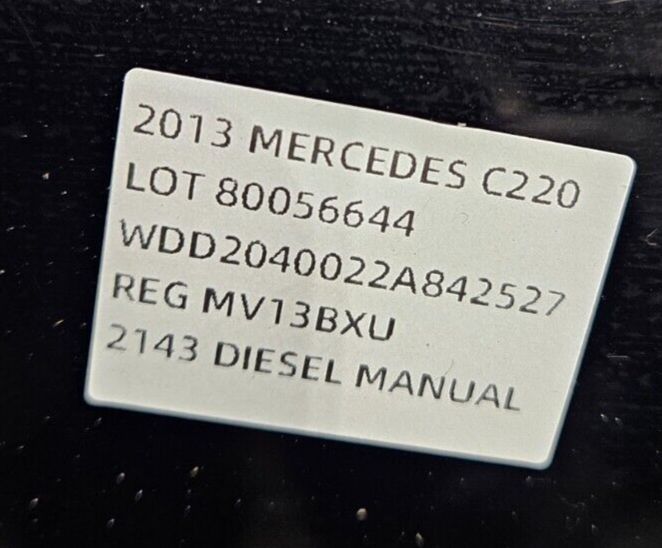 2013 MERCEDES C220
LOT 80056644
WDD2040022A842527
REG MV13BXU
2143 DIESEL MANUAL